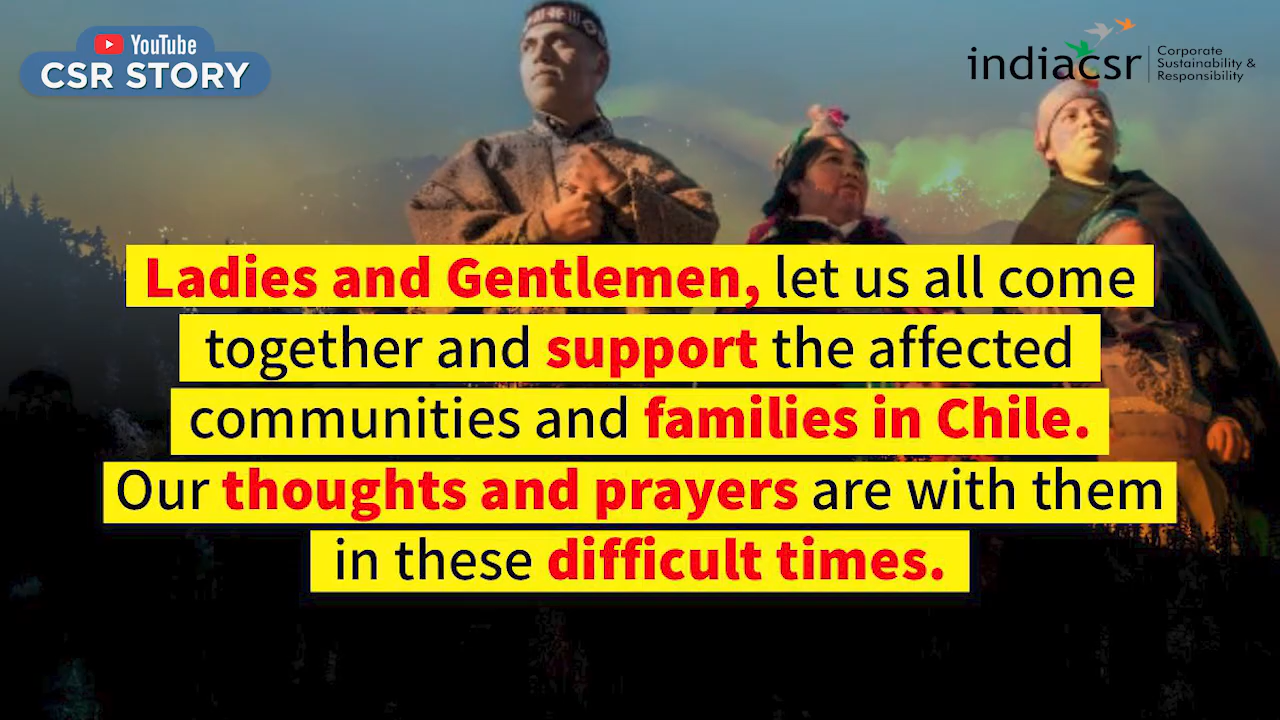 YouTube
CSR STORY
indiacsr
Corporate
Sustainability &
Responsibility
Ladies and Gentlemen, let us all come
together and support the affected
communities and families in Chile.
Our thoughts and prayers are with them
in these difficult times.